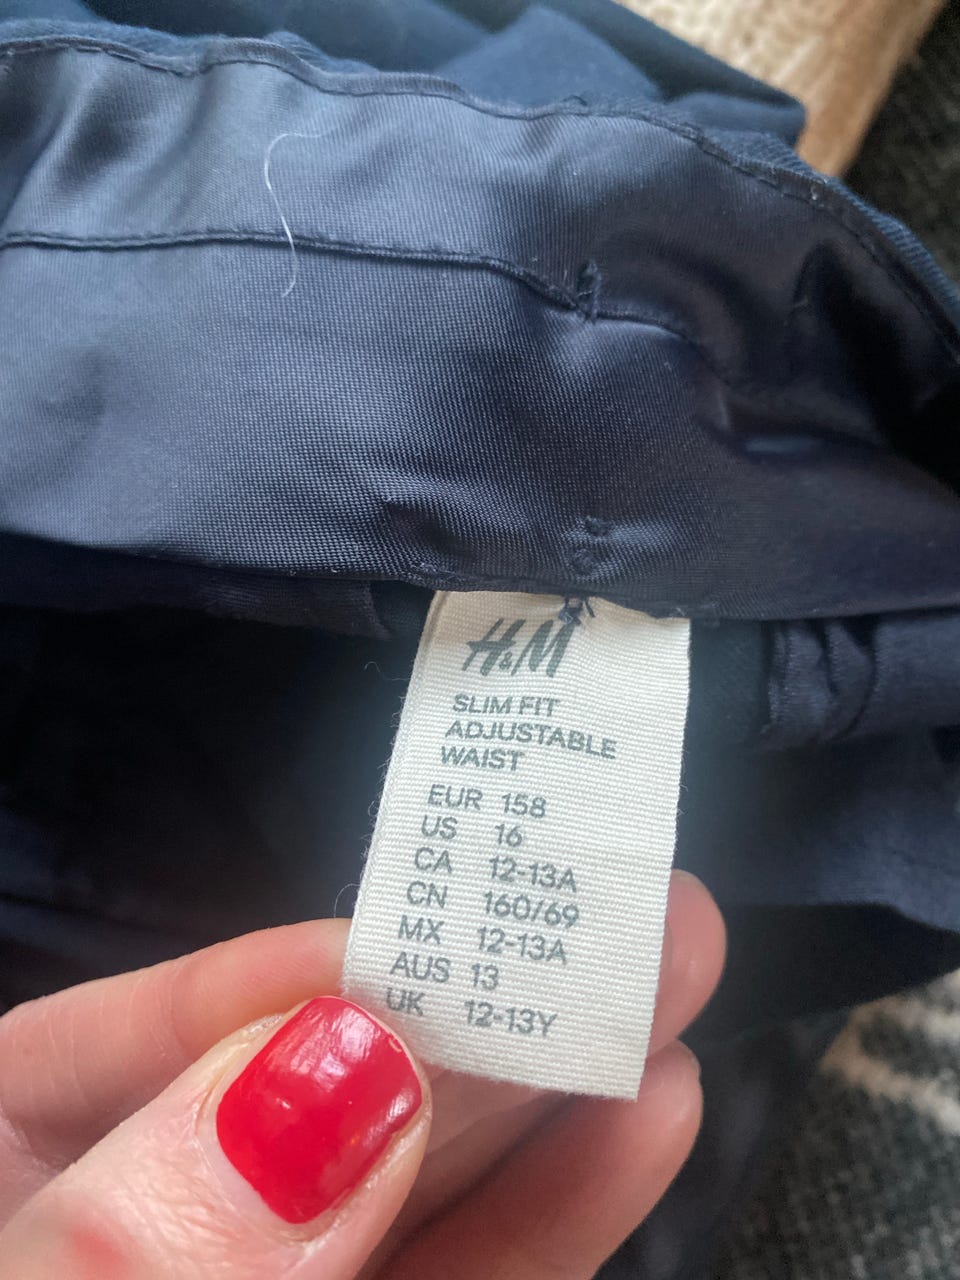 H&M
SLIM FIT
ADJUSTABLE
WAIST
EUR 158
US 16
CA 12-13A
CN 160/69
MX 12-13A
AUS 13
UK 12-13Y